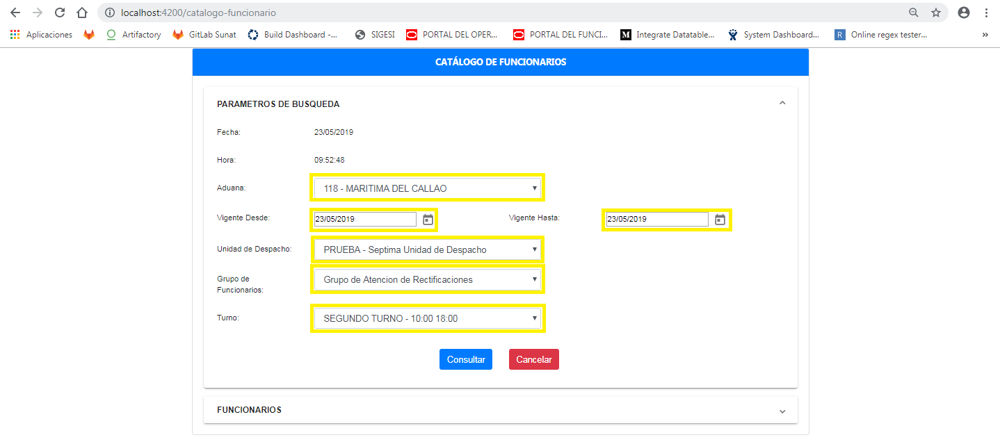 localhost:4200/catalogo-funcionario
Aplicaciones Artifactory GitLab Sunat Build Dashboard -... SIGESI PORTAL DEL OPER... PORTAL DEL FUNCI... M Integrate Datatable... System Dashboard... R Online regex tester... »
CATÁLOGO DE FUNCIONARIOS
PARAMETROS DE BUSQUEDA
Fecha: 23/05/2019
Hora: 09:52:48
Aduana: 118 - MARITIMA DEL CALLAO
Vigente Desde: 23/05/2019 Vigente Hasta: 23/05/2019
Unidad de Despacho: PRUEBA - Septima Unidad de Despacho
Grupo de Funcionarios: Grupo de Atencion de Rectificaciones
Turno: SEGUNDO TURNO - 10:00 18:00
Consultar Cancelar
FUNCIONARIOS